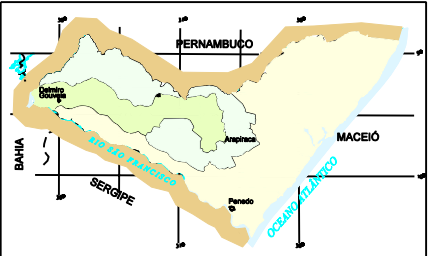 PERNAMBUCO
Delmiro
Gouveia
Arapiraca
MACEIÓ
BAHIA
RIO SÃO FRANCISCO
SERGIPE
Penedo
OCEANO ATLÂNTICO